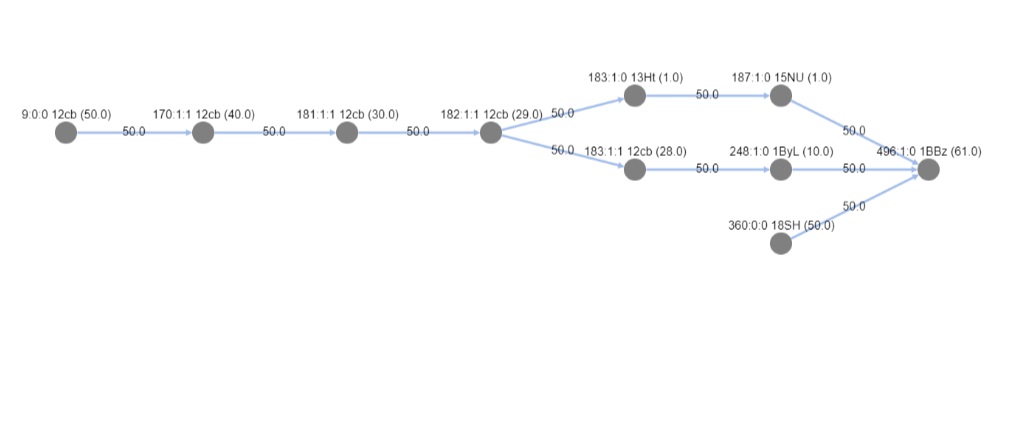 183:1:0 13Ht (1.0)
187:1:0 15NU (1.0)
50.0
9:0:0 12cb (50.0)
170:1:1 12cb (40.0)
181:1:1 12cb (30.0)
182:1:1 12cb (29.0)
50.0
50.0
50.0
50.0
50.0
50.0
183:1:1 12cb (28.0)
248:1:0 1ByL (10.0)
496:1:0 1BBz (61.0)
50.0
50.0
50.0
360:0:0 18SH (50.0)
50.0